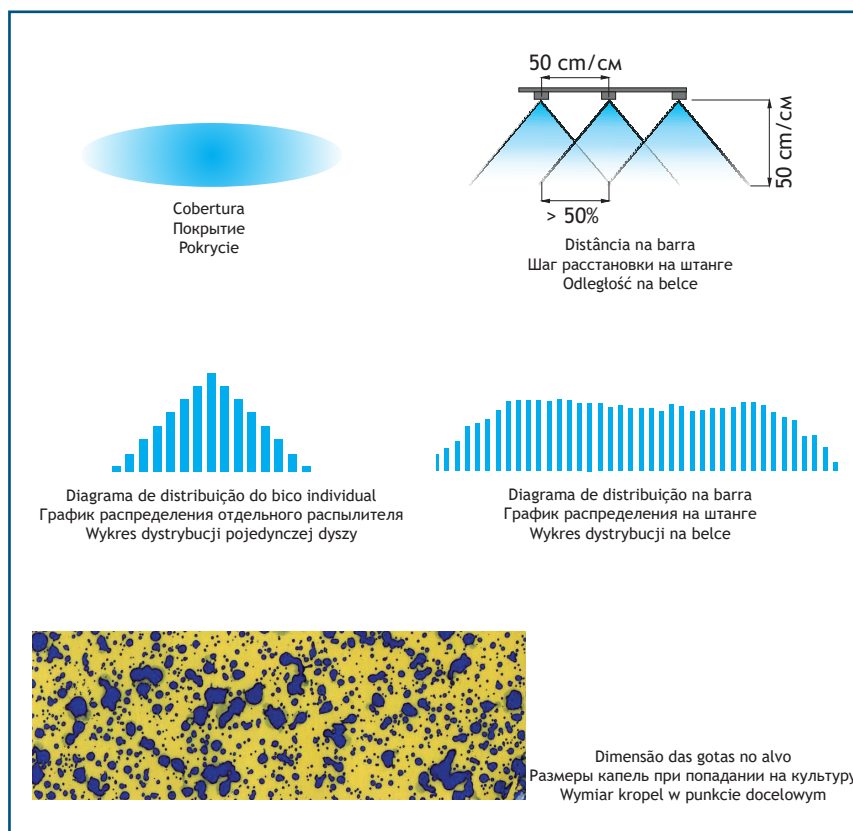 50 cm/см
50 cm/см
> 50%
Cobertura
Покрытие
Pokrycie
Distância na barra
Шаг расстановки на штанге
Odległość na belce
Diagrama de distribuição do bico individual
График распределения отдельного распылителя
Wykres dystrybucji pojedynczej dyszy
Diagrama de distribuição na barra
График распределения на штанге
Wykres dystrybucji na belce
Dimensão das gotas no alvo
Размеры капель при попадании на культуру
Wymiar kropel w punkcie docelowym